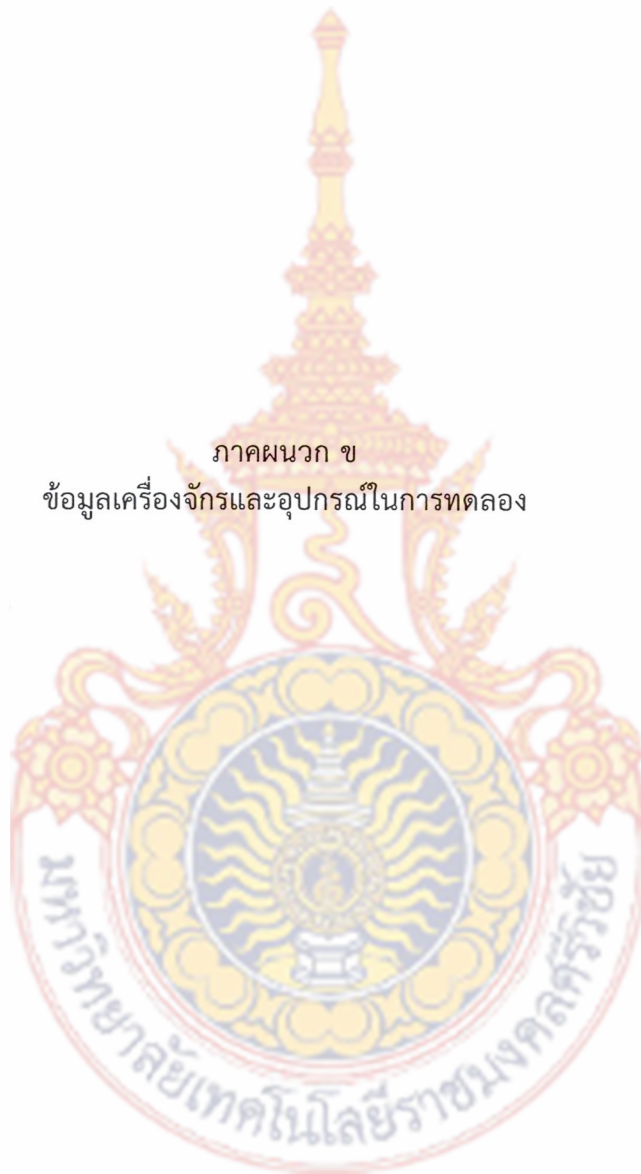 ภาคผนวก ข
ข้อมูลเครื่องจักรและอุปกรณ์ในการทดลอง
มหาวิทยาลัยเทคโนโลยีราชมงคลศรีวิชัย